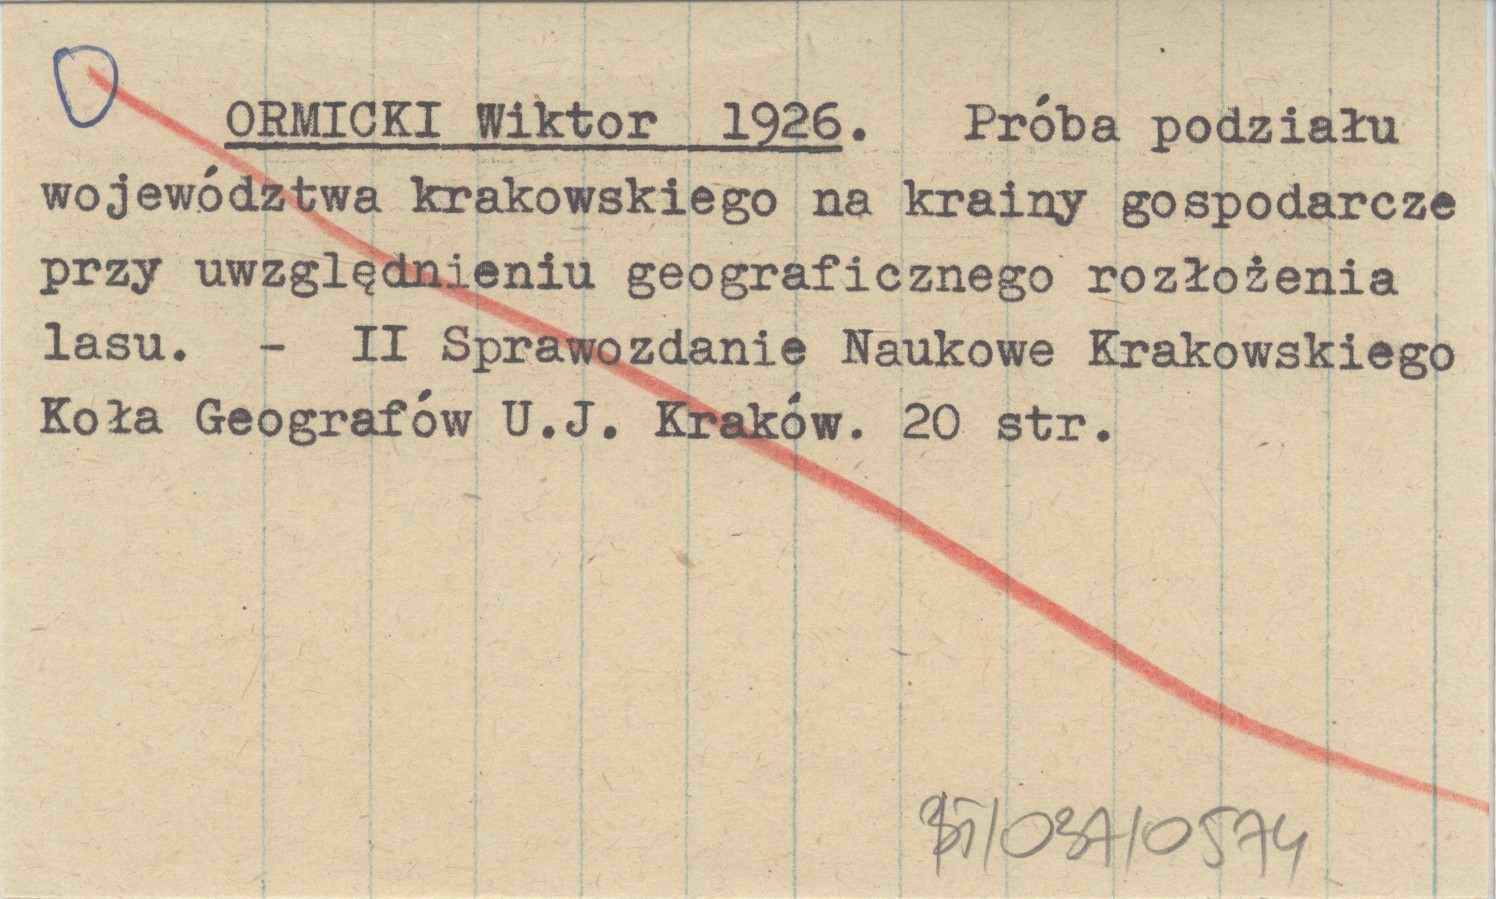 ORMICKI Wiktor 1926. Próba podziału
województwa krakowskiego na krainy gospodarcze
przy uwzględnieniu geograficznego rozłożenia
lasu. - II Sprawozdanie Naukowe Krakowskiego
Koła Geografów U.J. Kraków. 20 str.